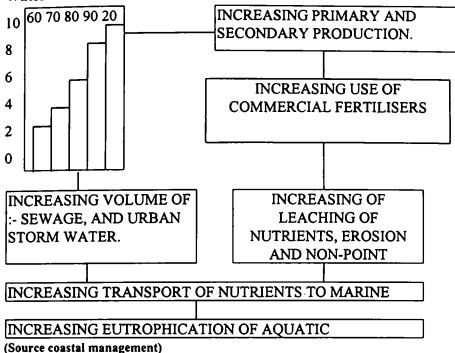 10
60 70 80 90 20
8
6
4
2
0
INCREASING PRIMARY AND
SECONDARY PRODUCTION.
INCREASING USE OF
COMMERCIAL FERTILISERS
INCREASING VOLUME OF
:- SEWAGE, AND URBAN
STORM WATER.
INCREASING OF
LEACHING OF
NUTRIENTS, EROSION
AND NON-POINT
INCREASING TRANSPORT OF NUTRIENTS TO MARINE
INCREASING EUTROPHICATION OF AQUATIC
(Source coastal management)